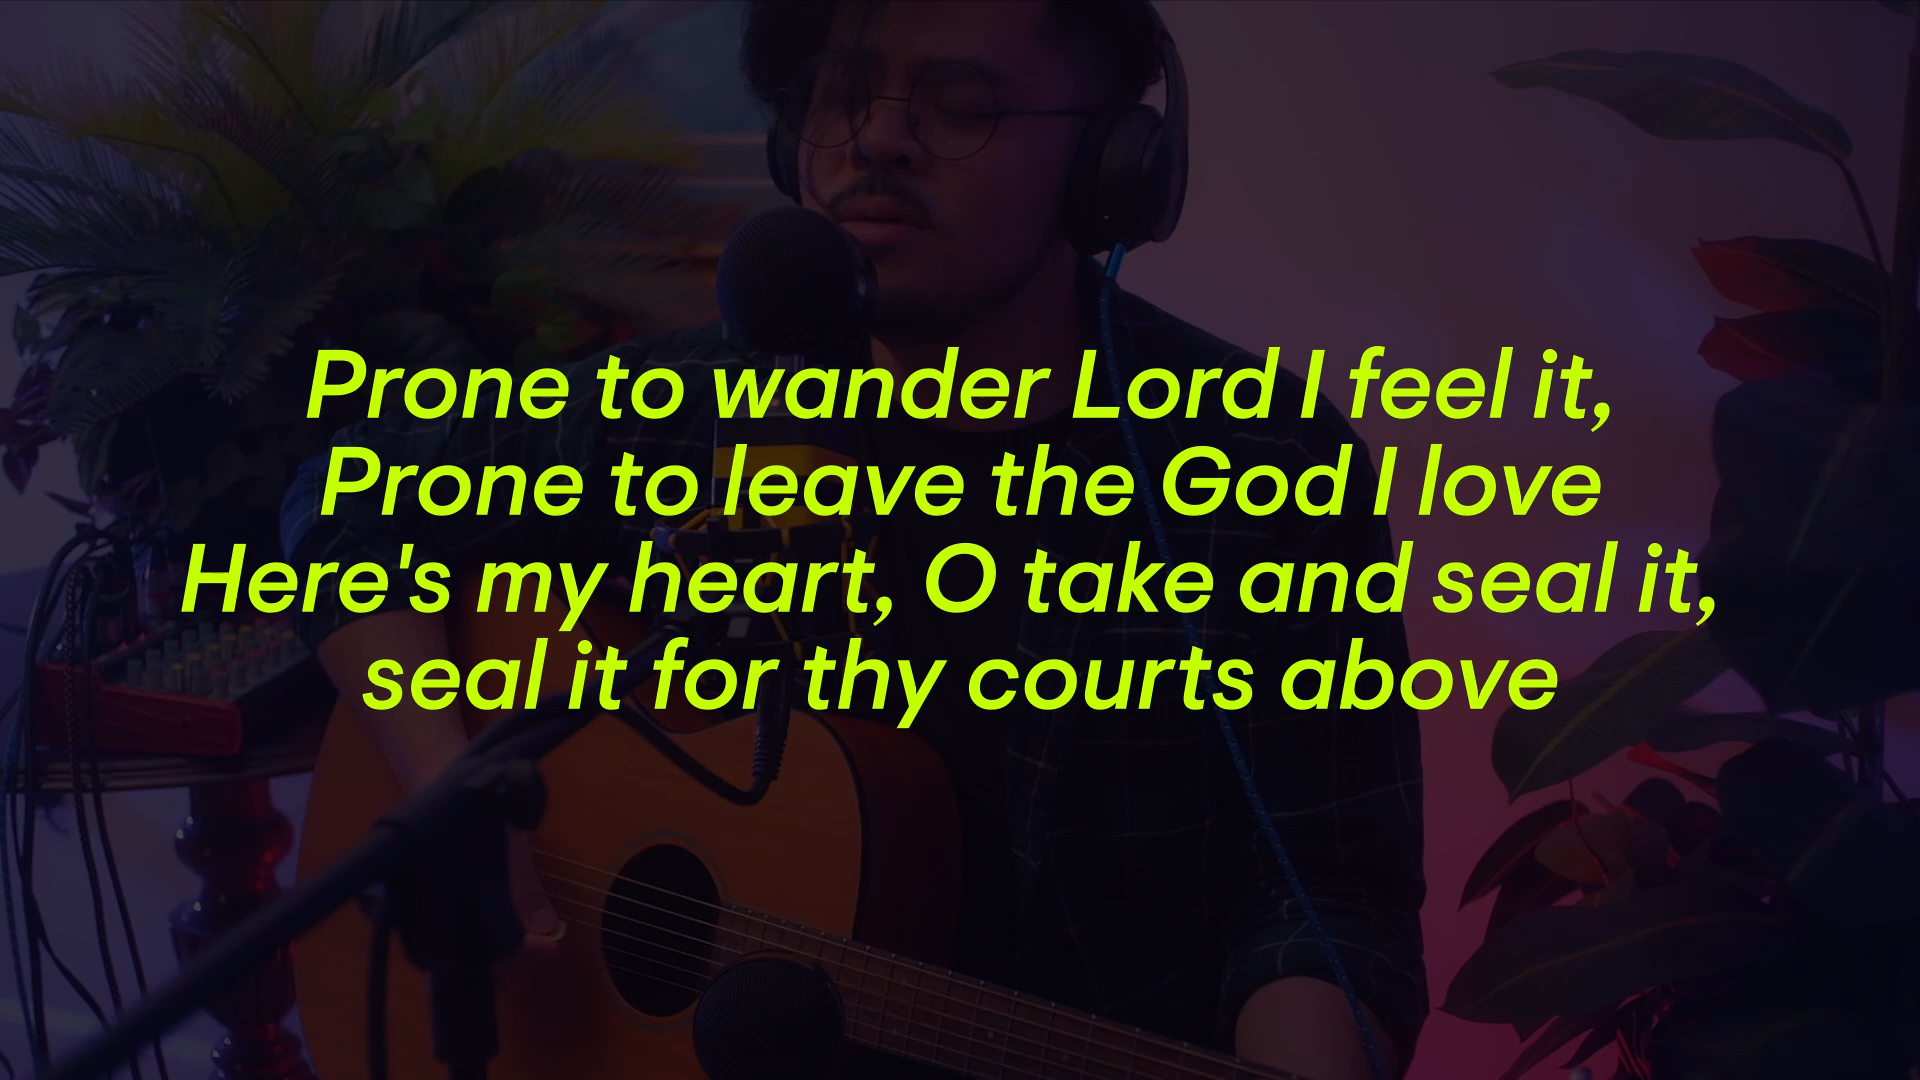 Prone to wander Lord I feel it,
Prone to leave the God I love
Here's my heart, O take and seal it,
seal it for thy courts above